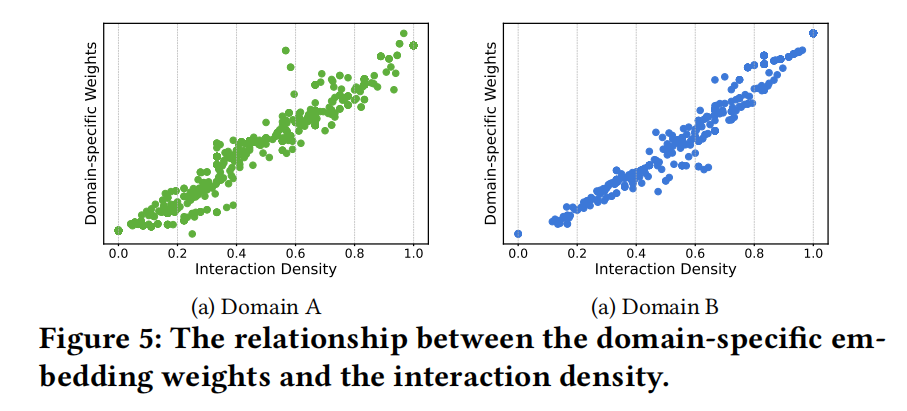 Domain-specific Weights
0.0 0.2 0.4 0.6 0.8 1.0
Interaction Density
(a) Domain A
Domain-specific Weights
0.0 0.2 0.4 0.6 0.8 1.0
Interaction Density
(a) Domain B
Figure 5: The relationship between the domain-specific em-
bedding weights and the interaction density.